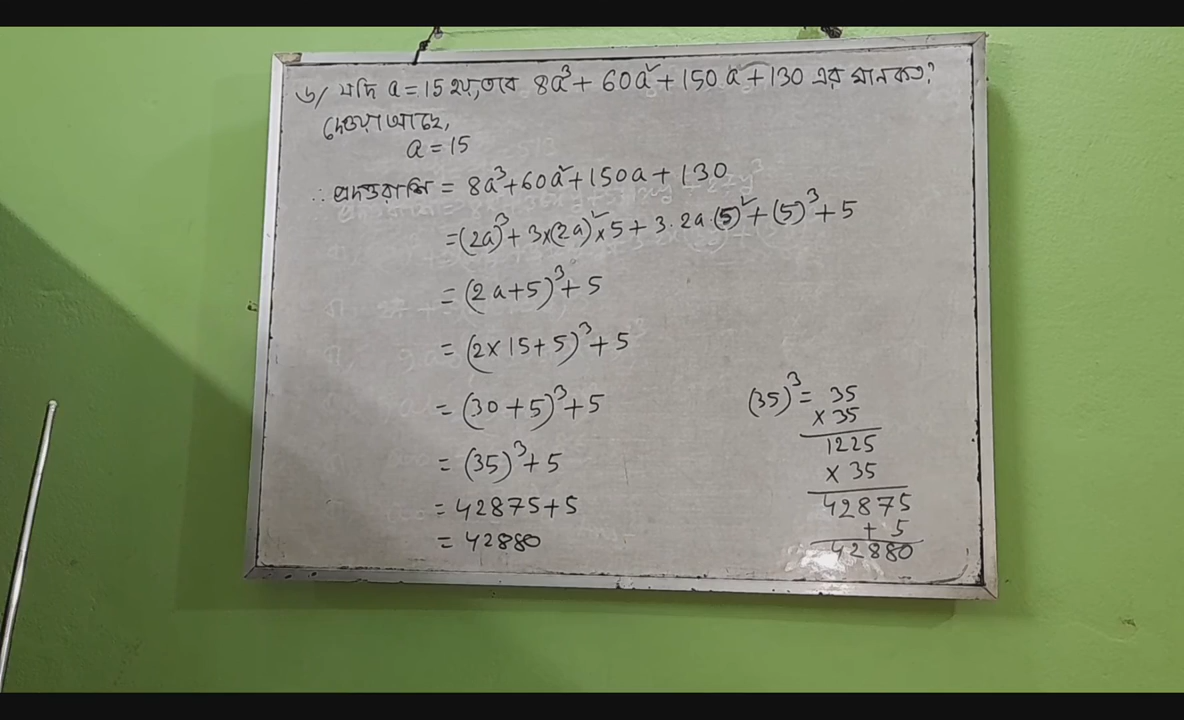 ৬/ যদি a = 15 হয়, তবে 8a³ + 60a² + 150a + 130 এর মান কত?
দেওয়া আছে,
a = 15
∴ প্রদত্তরাশি = 8a³ + 60a² + 150a + 130
= (2a)³ + 3×(2a)²×5 + 3·2a·(5)² + (5)³ + 5
= (2a+5)³ + 5
= (2×15+5)³ + 5
= (30+5)³ + 5
= (35)³ + 5
= 42875 + 5
= 42880
(35)³ = 35
× 35
1225
× 35
42875
+ 5
42880